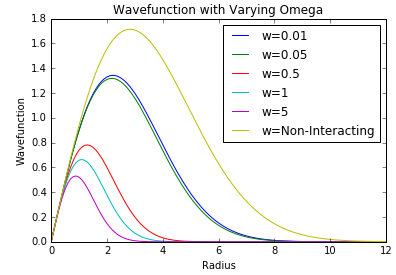 Wavefunction with Varying Omega
1.8
1.6
1.4
1.2
1.0
0.8
0.6
0.4
0.2
0.0
Wavefunction
w=0.01
w=0.05
w=0.5
w=1
w=5
w=Non-Interacting
0 2 4 6 8 10 12
Radius